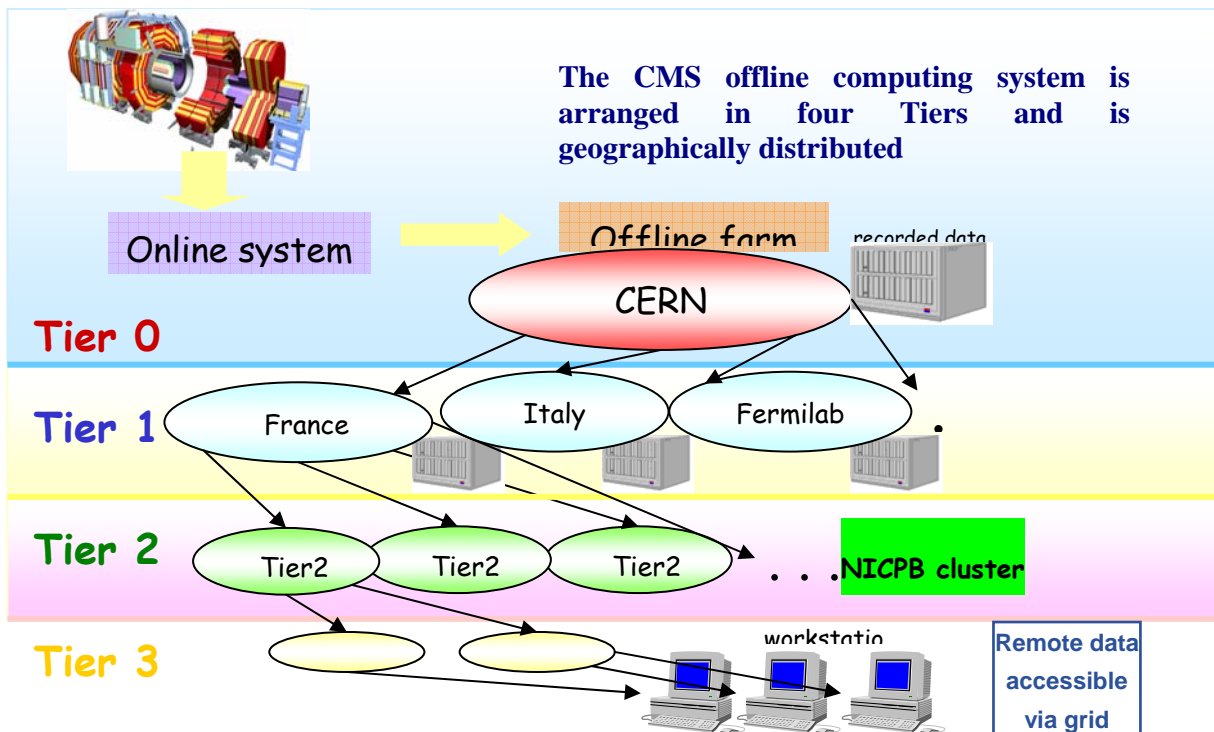 The CMS offline computing system is
arranged in four Tiers and is
geographically distributed
Online system
Offline farm
recorded data
CERN
Tier 0
Tier 1
France
Italy
Fermilab
.
Tier 2
Tier2
Tier2
Tier2
. . .
NICPB cluster
Tier 3
workstatio
Remote data
accessible
via grid